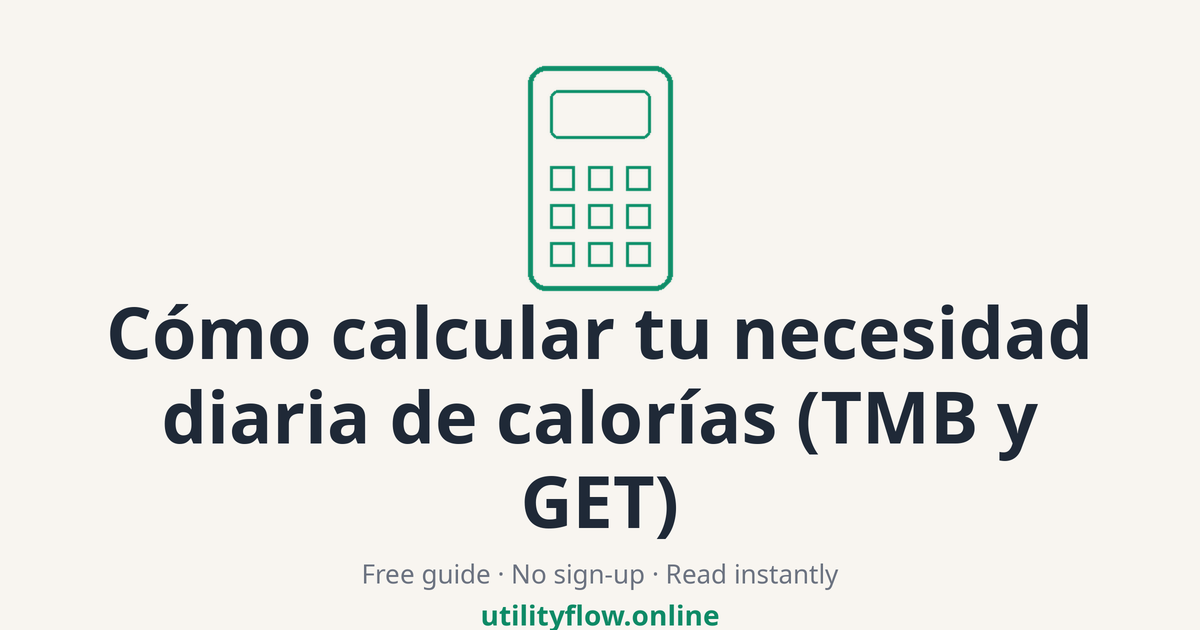 Cómo calcular tu necesidad
diaria de calorías (TMB y
GET)
Free guide · No sign-up · Read instantly
utilityflow.online